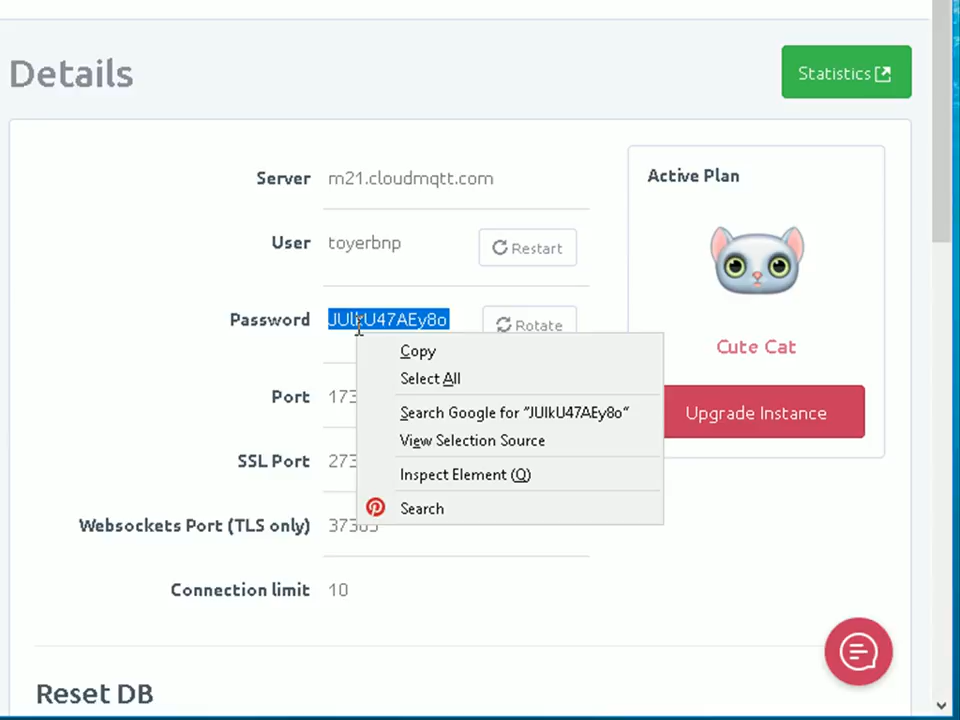 Details
Statistics
Server m21.cloudmqtt.com
Active Plan
User toyerbnp
Restart
Password JUlkU47AEy8o
Rotate
Copy
Cute Cat
Select All
Port 173
Search Google for "JUlkU47AEy8o"
Upgrade Instance
View Selection Source
SSL Port 273
Inspect Element (Q)
Search
Websockets Port (TLS only)
Connection limit 10
Reset DB